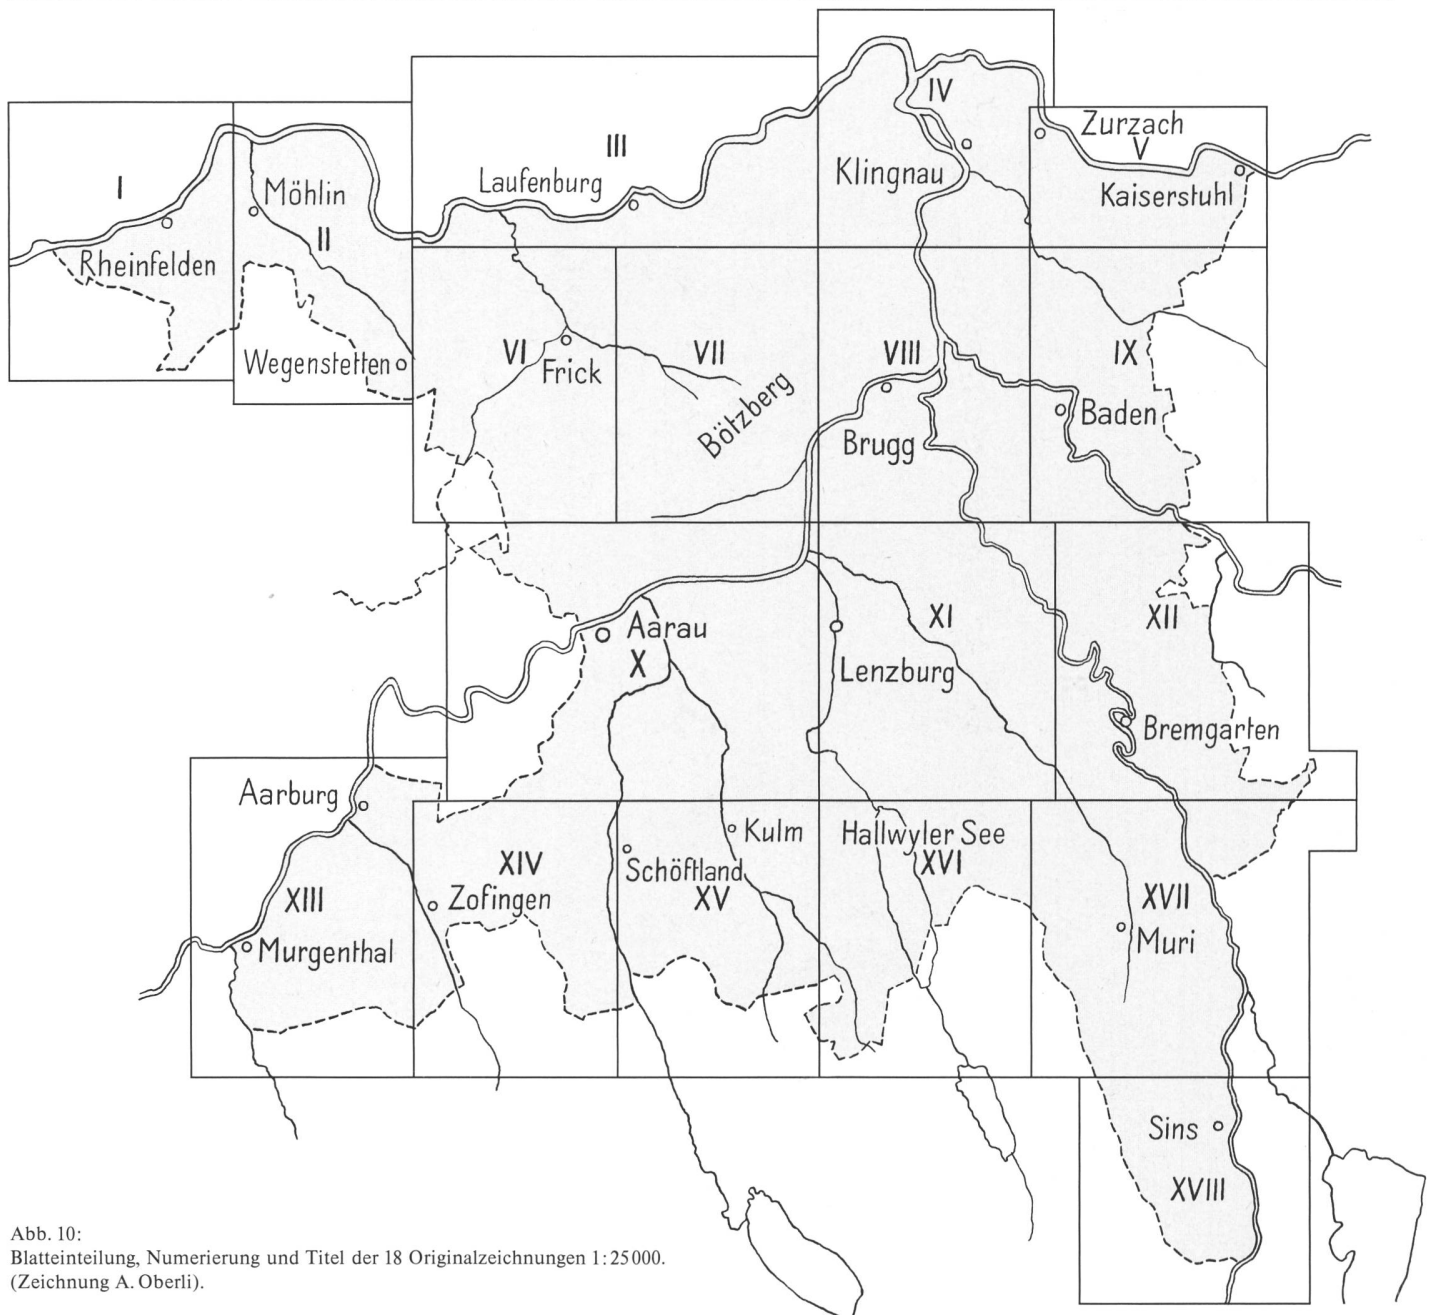 I
Rheinfelden
Möhlin
II
Wegenstetten
III
Laufenburg
IV
Klingnau
Zurzach
V
Kaiserstuhl
VI
Frick
VII
Bötzberg
VIII
Brugg
IX
Baden
Aarau
X
XI
Lenzburg
XII
Bremgarten
Aarburg
XIII
Murgenthal
XIV
Zofingen
Kulm
Schöftland
XV
Hallwyler See
XVI
XVII
Muri
Sins
XVIII
Abb. 10:
Blatteinteilung, Numerierung und Titel der 18 Originalzeichnungen 1:25000.
(Zeichnung A. Oberli).